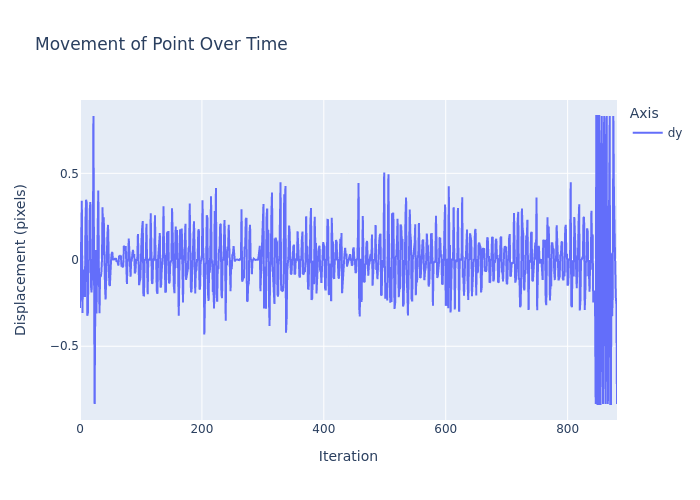 Movement of Point Over Time
Axis
dy
0.5
0
−0.5
Displacement (pixels)
0 200 400 600 800
Iteration